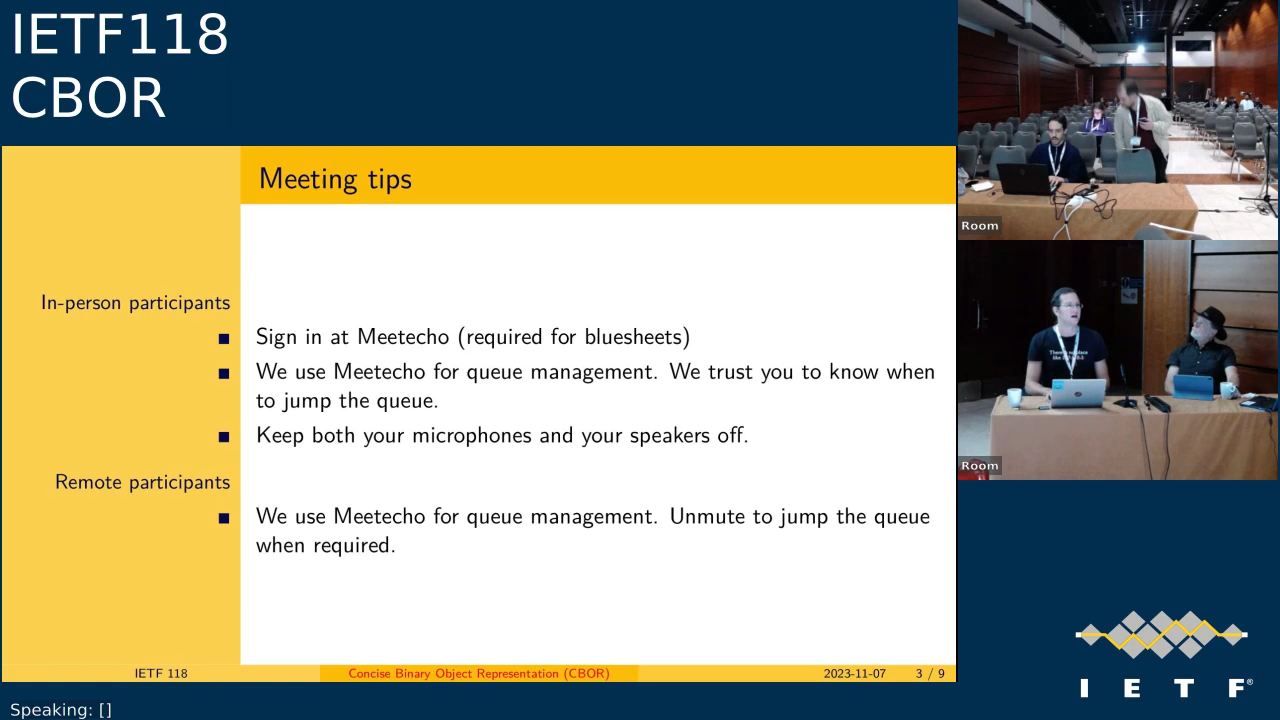 IETF118
CBOR
Meeting tips
In-person participants
Sign in at Meetecho (required for bluesheets)
We use Meetecho for queue management. We trust you to know when
to jump the queue.
Keep both your microphones and your speakers off.
Remote participants
We use Meetecho for queue management. Unmute to jump the queue
when required.
IETF 118
Concise Binary Object Representation (CBOR)
2023-11-07
3 / 9
Speaking: []
Room
Room
There's no place
I E T F®